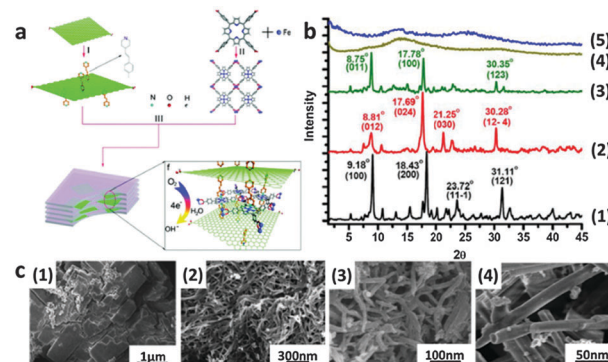 a
I
II
Fe
N O H
III
f
O₂
4e⁻
H₂O
OH⁻
b
Intensity
(5)
(4)
8.75°
(011)
17.78°
(100)
30.35°
(123)
(3)
8.81°
(012)
17.69°
(024)
21.25°
(030)
30.28°
(12- 4)
(2)
9.18°
(100)
18.43°
(200)
23.72°
(11-1)
31.11°
(121)
(1)
5 10 15 20 25 30 35 40 45
2θ
c
(1)
1μm
(2)
300nm
(3)
100nm
(4)
50nm